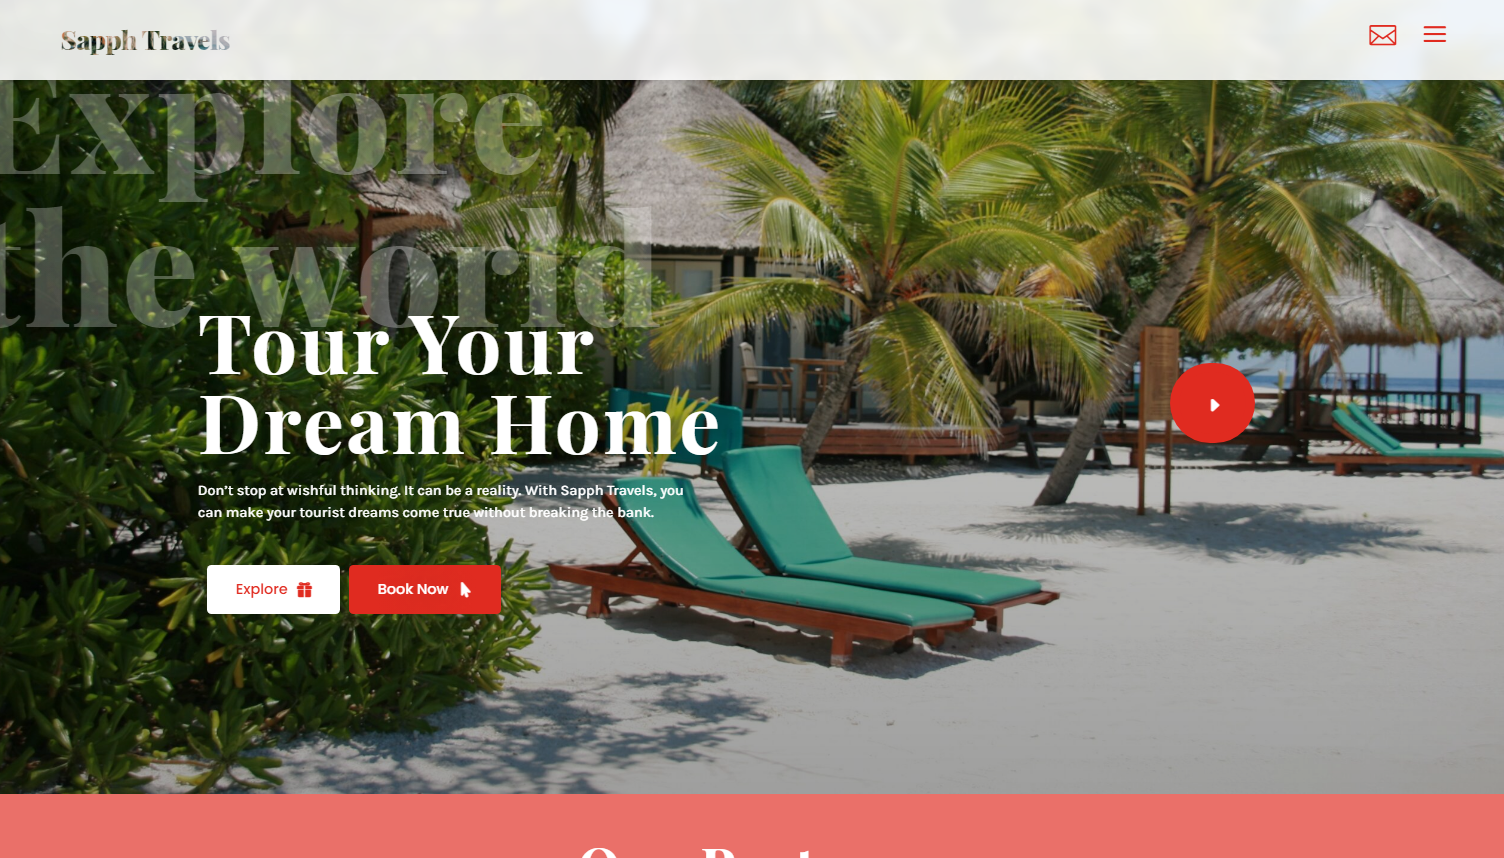 Sapph Travels
Explore
the world
Tour Your
Dream Home
Don't stop at wishful thinking. It can be a reality. With Sapph Travels, you
can make your tourist dreams come true without breaking the bank.
Explore
Book Now